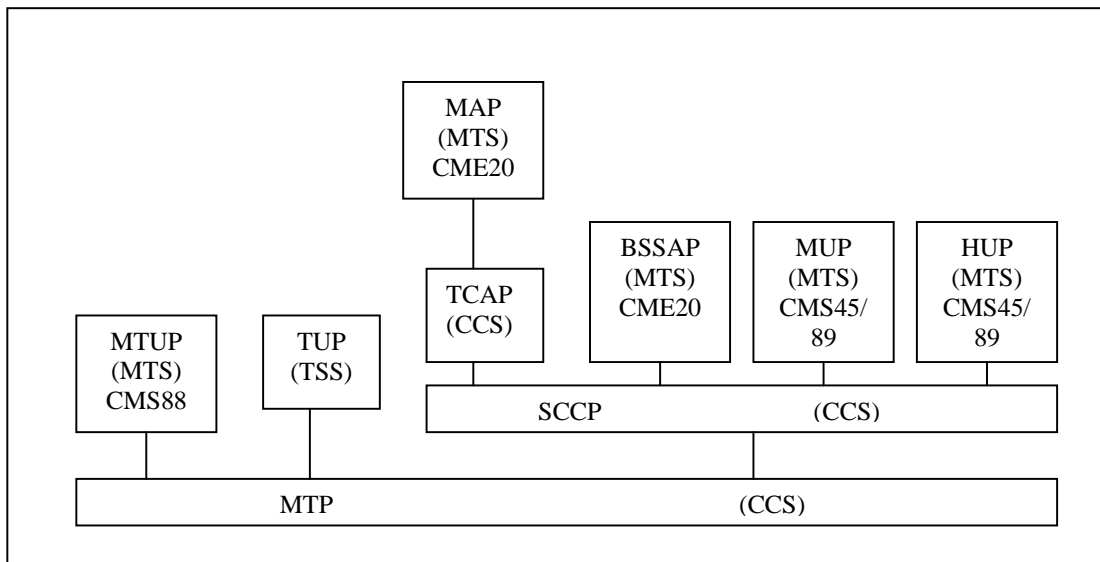 MAP
(MTS)
CME20
BSSAP
(MTS)
CME20
MUP
(MTS)
CMS45/
89
HUP
(MTS)
CMS45/
89
TCAP
(CCS)
MTUP
(MTS)
CMS88
TUP
(TSS)
SCCP (CCS)
MTP (CCS)